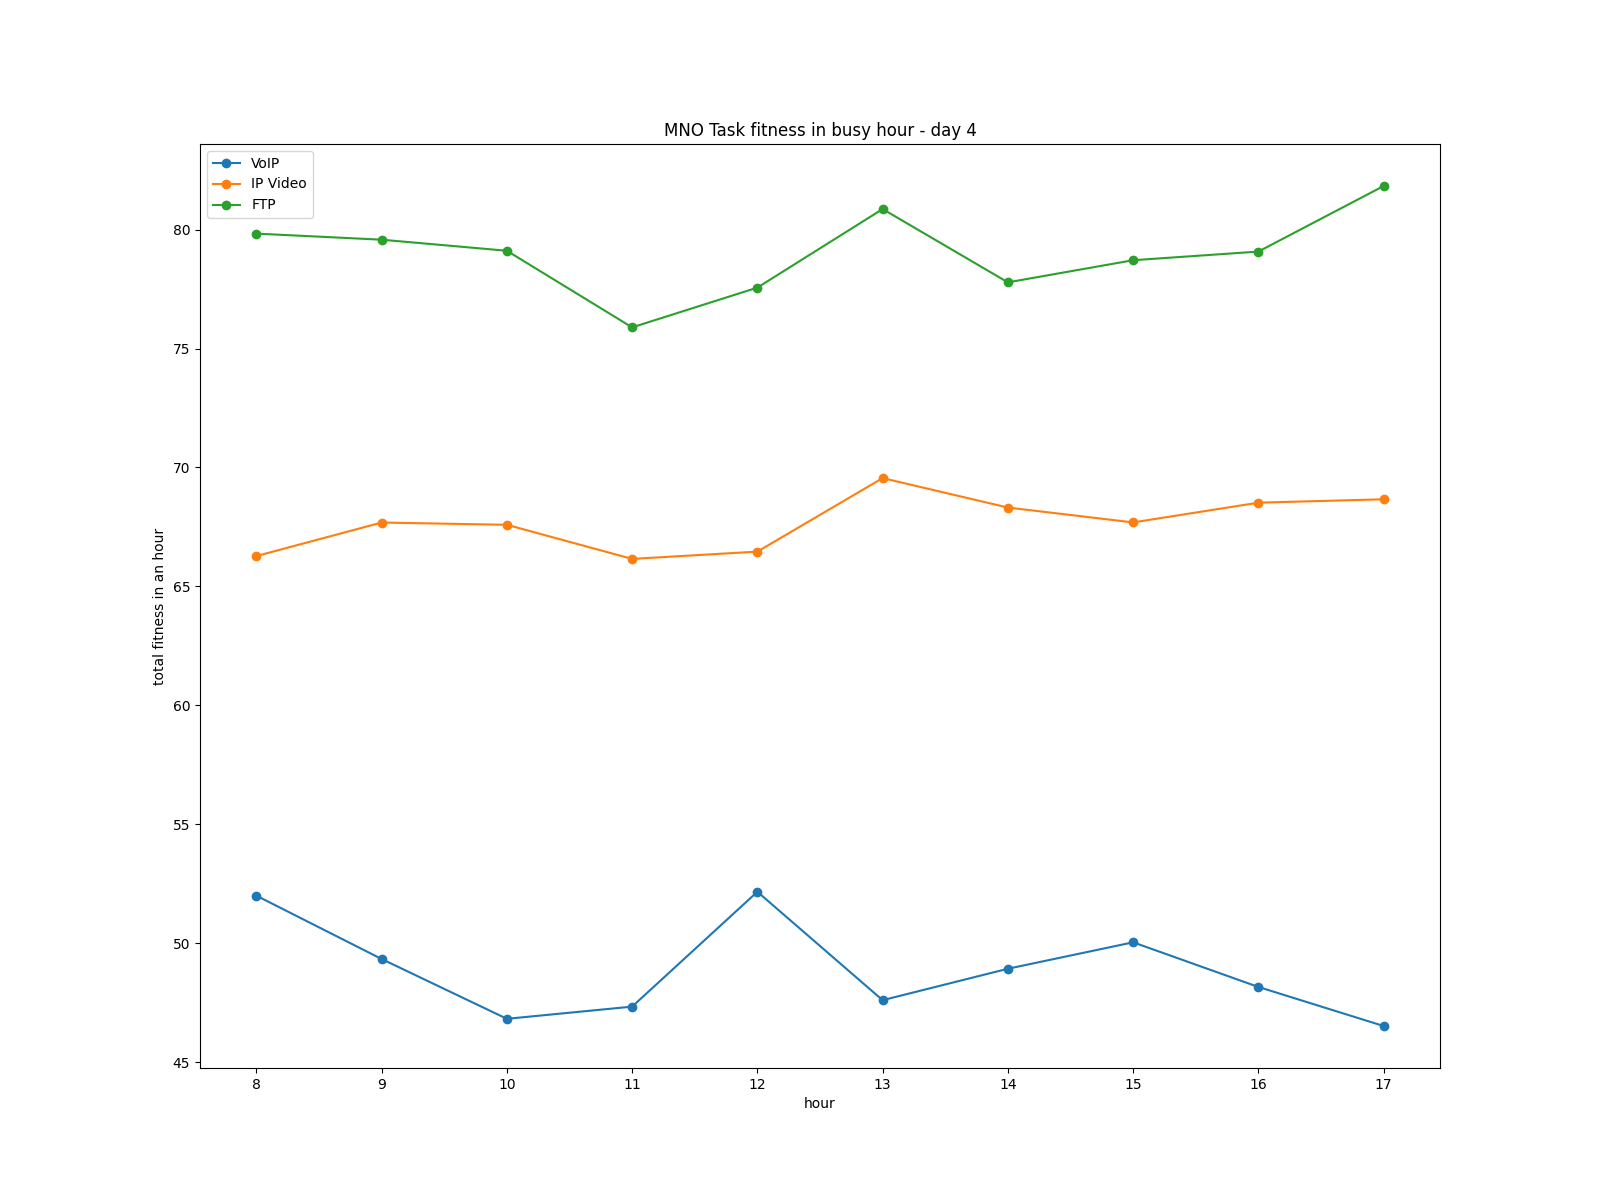 MNO Task fitness in busy hour - day 4
VoIP
IP Video
FTP
80
75
70
65
60
55
50
45
total fitness in an hour
8 9 10 11 12 13 14 15 16 17
hour